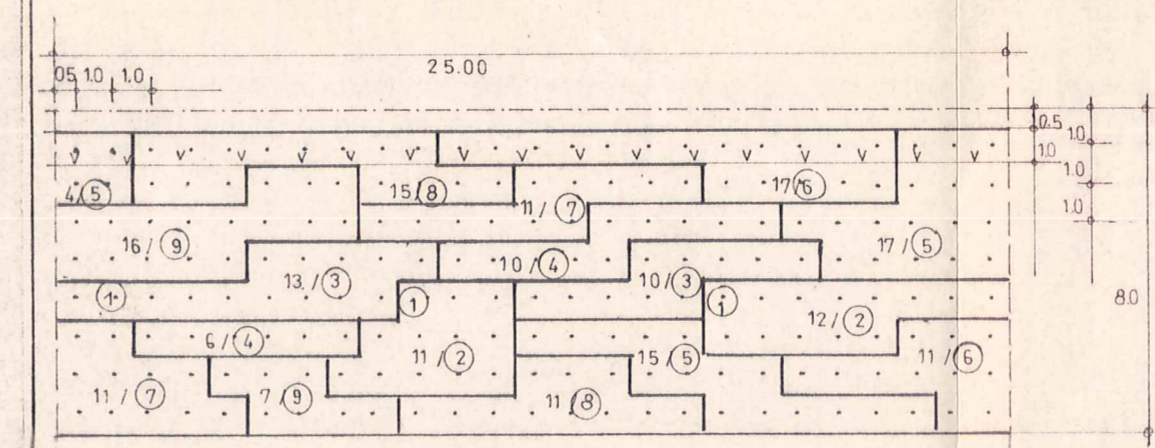 25.00
05 1.0 1.0
0.5
1.0 1.0
1.0
1.0
v v v v v v v v v v v v v v v v
4/⑤ 15/⑧ 11/⑦ 17/⑥
16/⑨ 13./③ 10/④ 10/③ 17/⑤
① ① ① 12/② 8.0
6/④ 11/② 15/⑤ 11/⑥
11/⑦ 7/⑨ 11/⑧